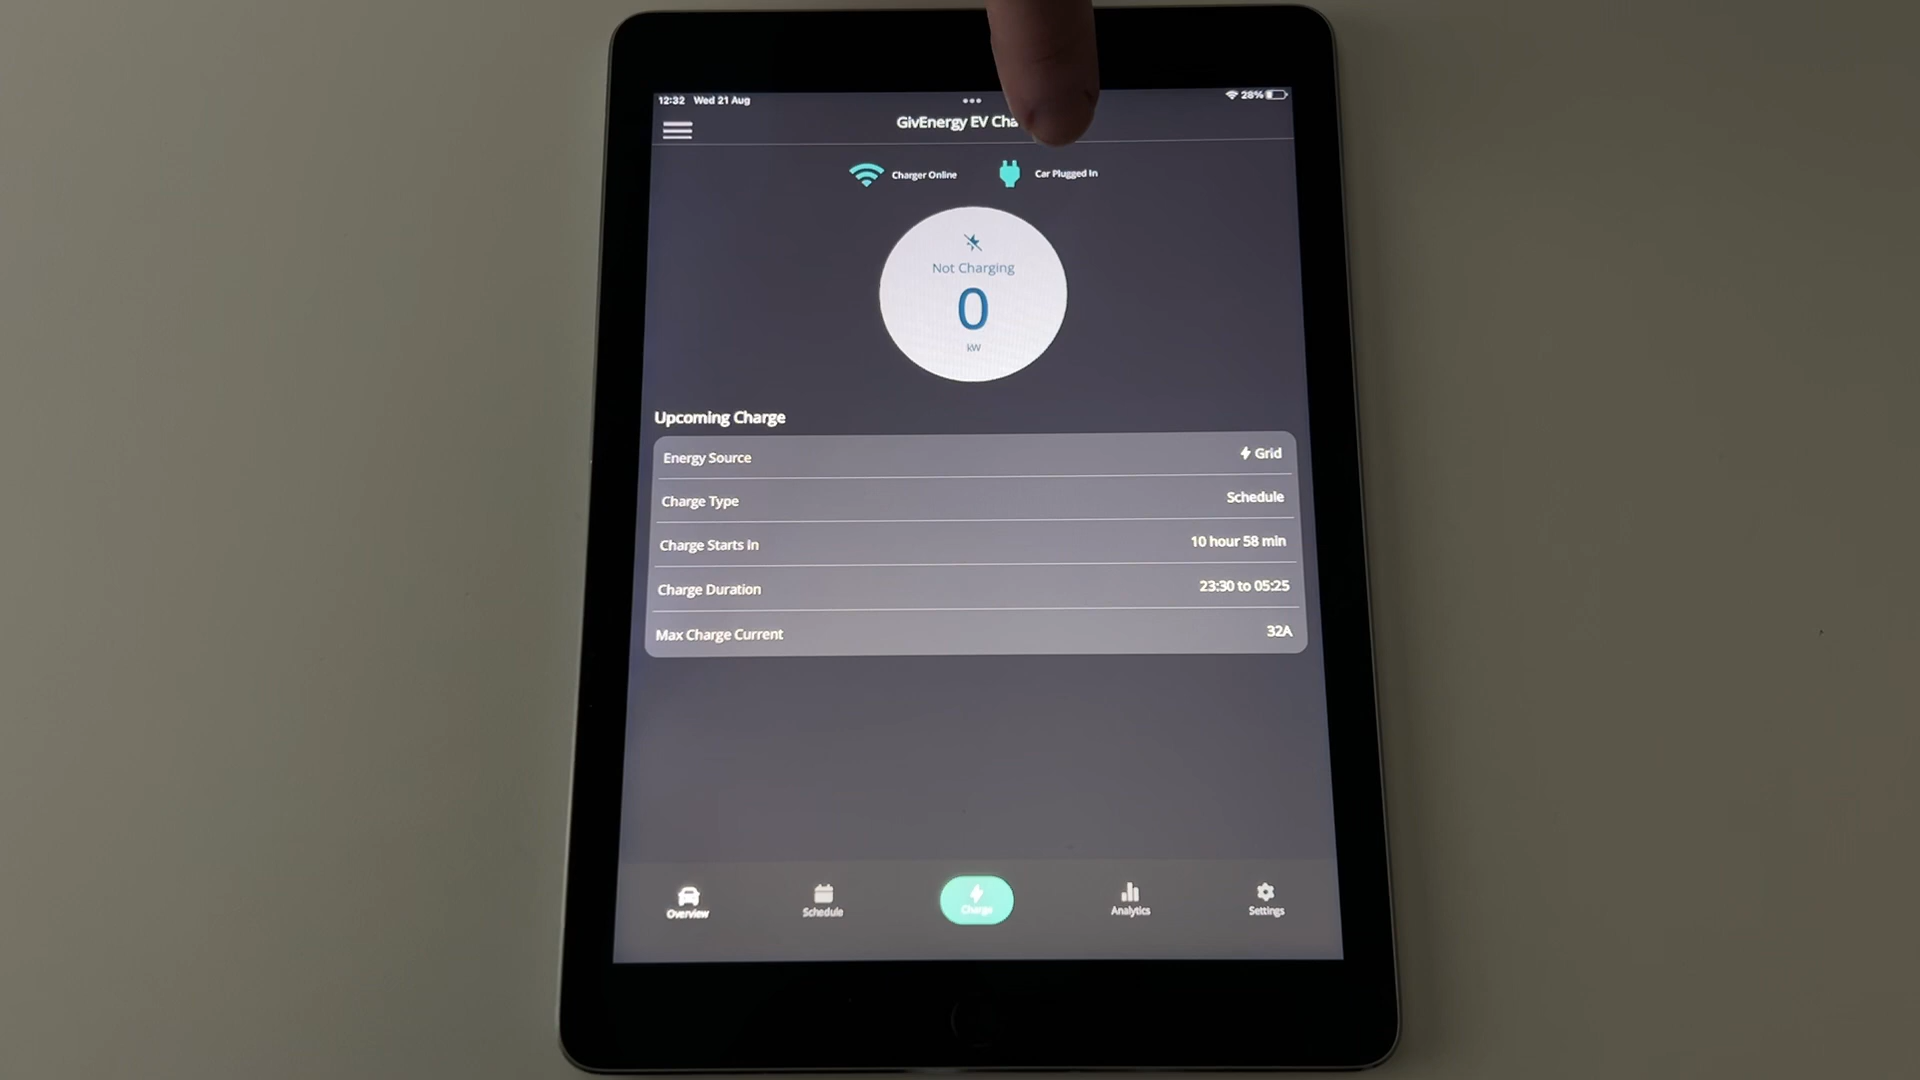 12:32 Wed 21 Aug
28%
GivEnergy EV Cha
Charger Online
Car Plugged In
Not Charging
0
kW
Upcoming Charge
Energy Source Grid
Charge Type Schedule
Charge Starts in 10 hour 58 min
Charge Duration 23:30 to 05:25
Max Charge Current 32A
Overview
Schedule
Charge
Analytics
Settings